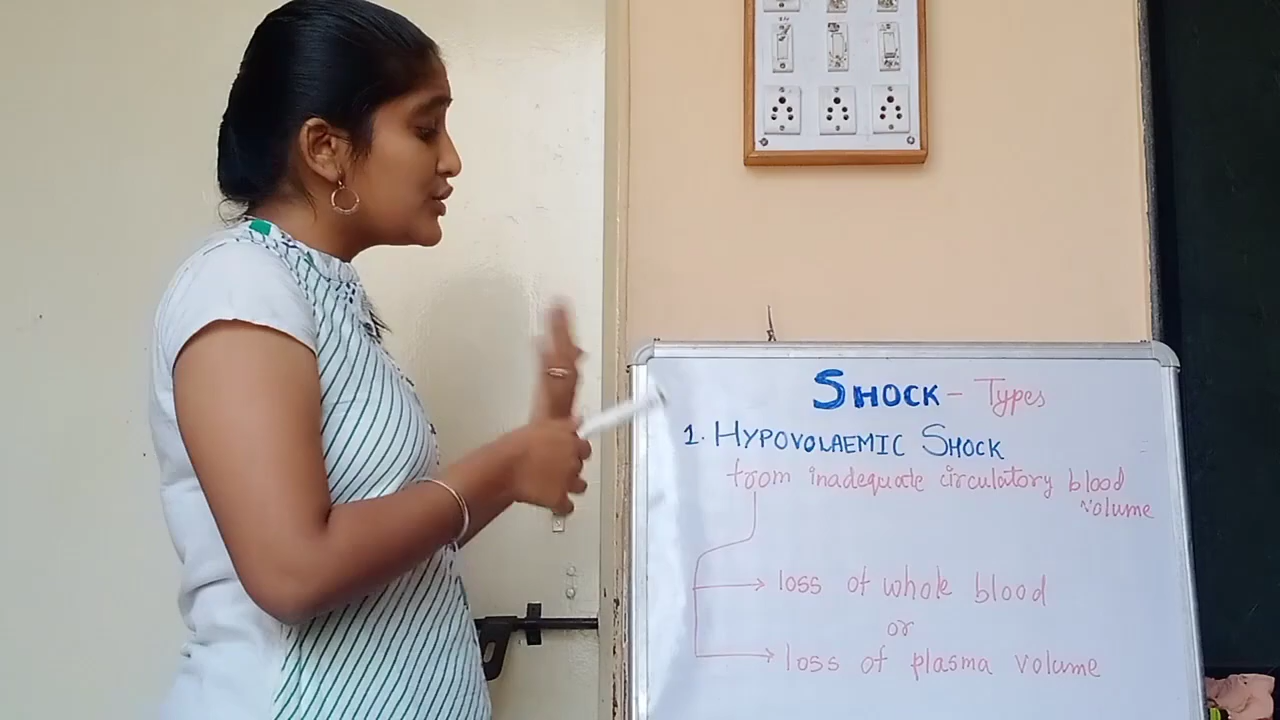 SHOCK - Types
1. HYPOVOLAEMIC SHOCK
from inadequate circulatory blood
volume
loss of whole blood
or
loss of plasma volume